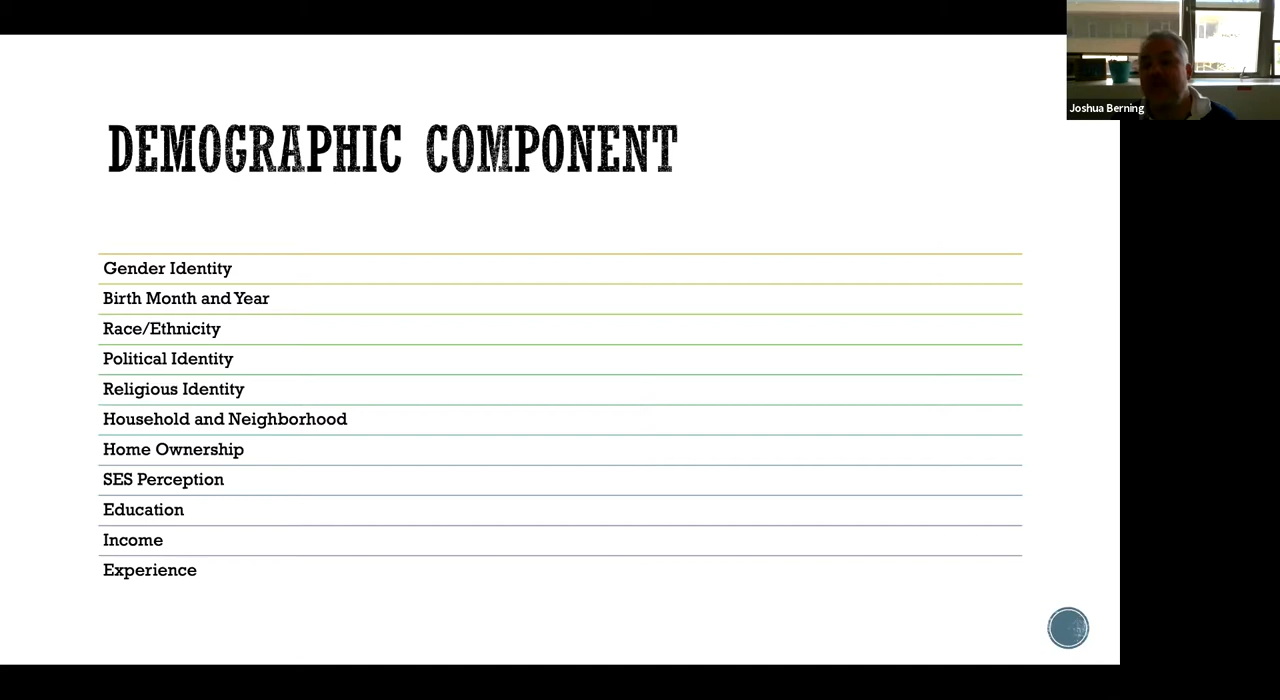 Joshua Berning
DEMOGRAPHIC COMPONENT
Gender Identity
Birth Month and Year
Race/Ethnicity
Political Identity
Religious Identity
Household and Neighborhood
Home Ownership
SES Perception
Education
Income
Experience